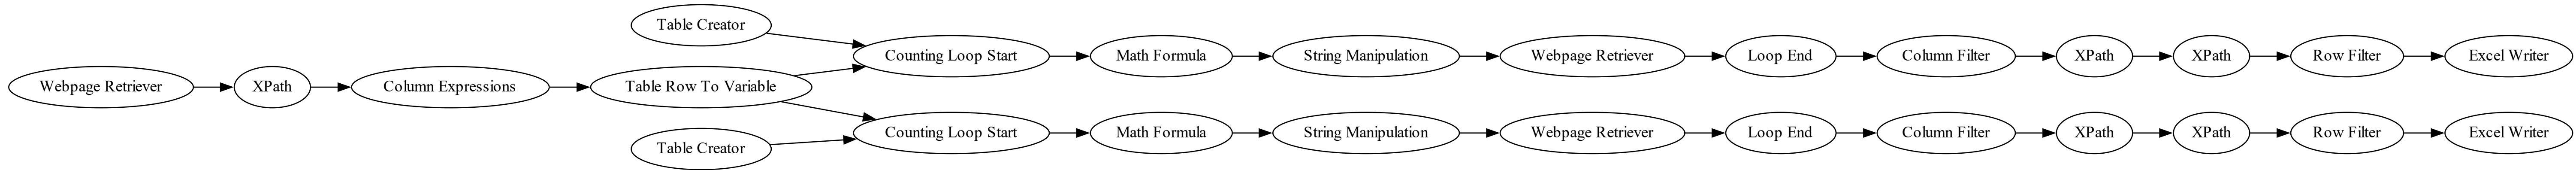 Table Creator
Counting Loop Start
Math Formula
String Manipulation
Webpage Retriever
Loop End
Column Filter
XPath
XPath
Row Filter
Excel Writer
Webpage Retriever
XPath
Column Expressions
Table Row To Variable
Counting Loop Start
Math Formula
String Manipulation
Webpage Retriever
Loop End
Column Filter
XPath
XPath
Row Filter
Excel Writer
Table Creator